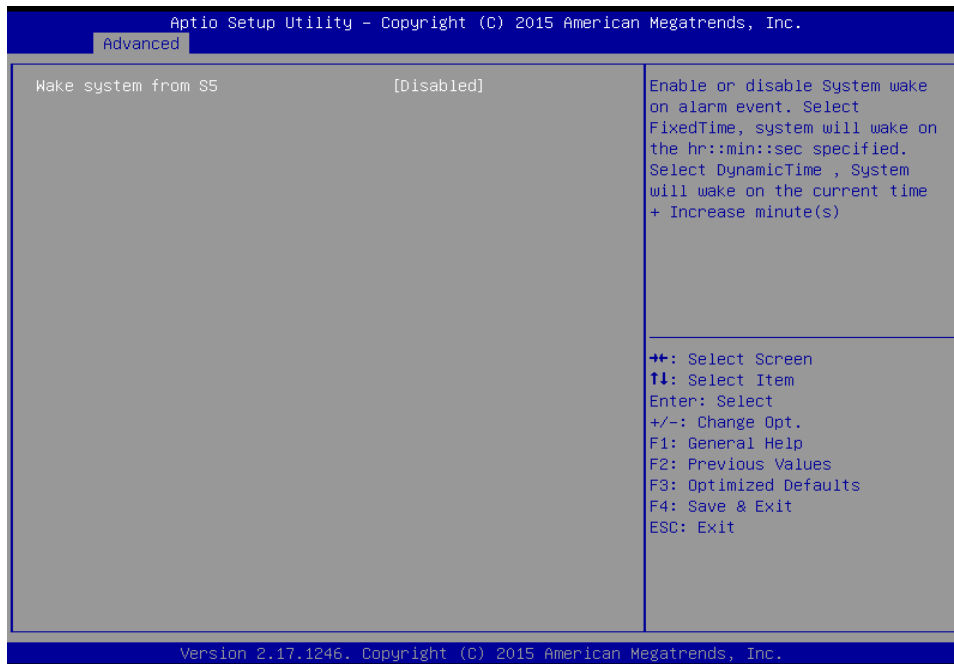 Aptio Setup Utility – Copyright (C) 2015 American Megatrends, Inc.
Advanced
Wake system from S5 [Disabled]
Enable or disable System wake
on alarm event. Select
FixedTime, system will wake on
the hr::min::sec specified.
Select DynamicTime , System
will wake on the current time
+ Increase minute(s)
→←: Select Screen
↑↓: Select Item
Enter: Select
+/-: Change Opt.
F1: General Help
F2: Previous Values
F3: Optimized Defaults
F4: Save & Exit
ESC: Exit
Version 2.17.1246. Copyright (C) 2015 American Megatrends, Inc.